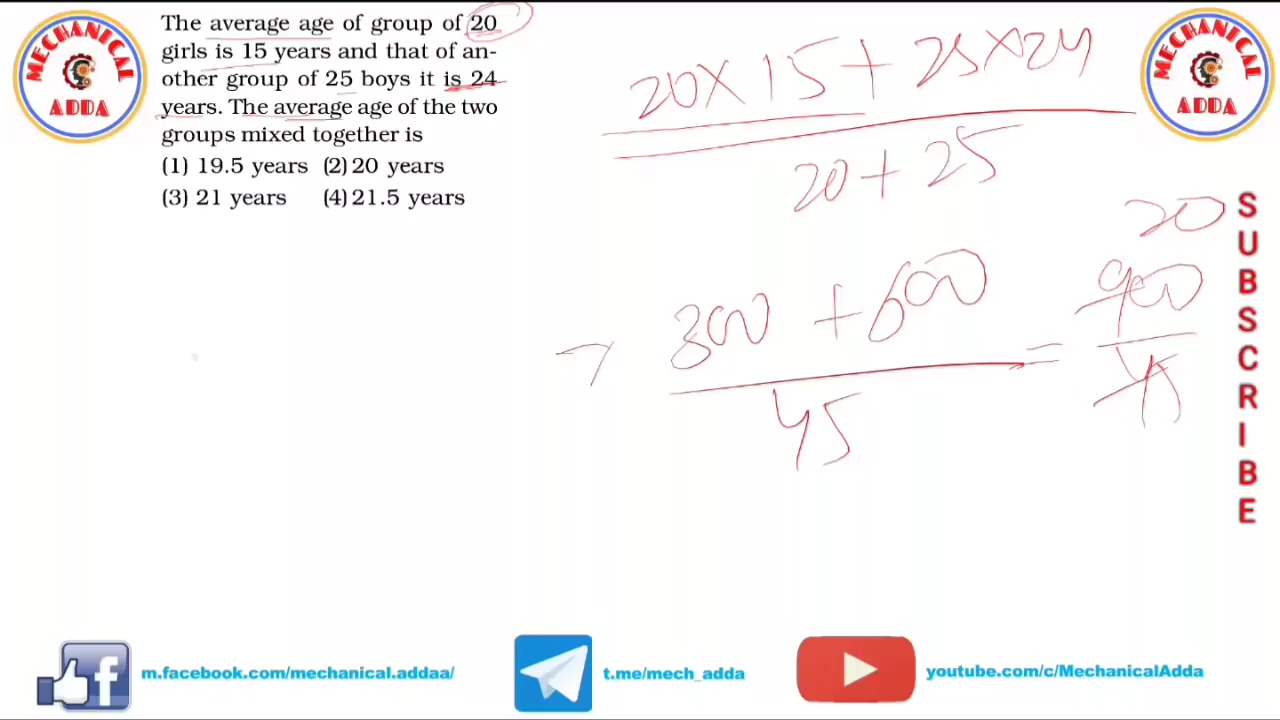 MECHANICAL ADDA
The average age of group of 20
girls is 15 years and that of an-
other group of 25 boys it is 24
years. The average age of the two
groups mixed together is
(1) 19.5 years (2) 20 years
(3) 21 years (4) 21.5 years
20×15+25×24
20+25
300+600
45
=
900
45
20
MECHANICAL ADDA
SUBSCRIBE
f
m.facebook.com/mechanical.addaa/
t.me/mech_adda
youtube.com/c/MechanicalAdda